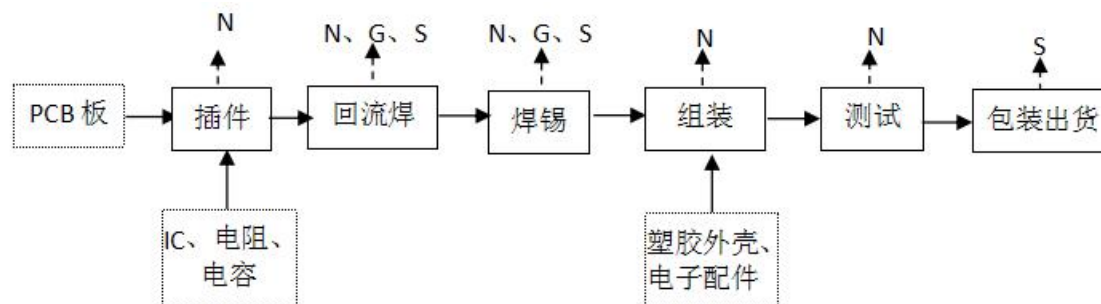 N
N、G、S
N、G、S
N
N
S
PCB 板
插件
回流焊
焊锡
组装
测试
包装出货
IC、电阻、
电容
塑胶外壳、
电子配件